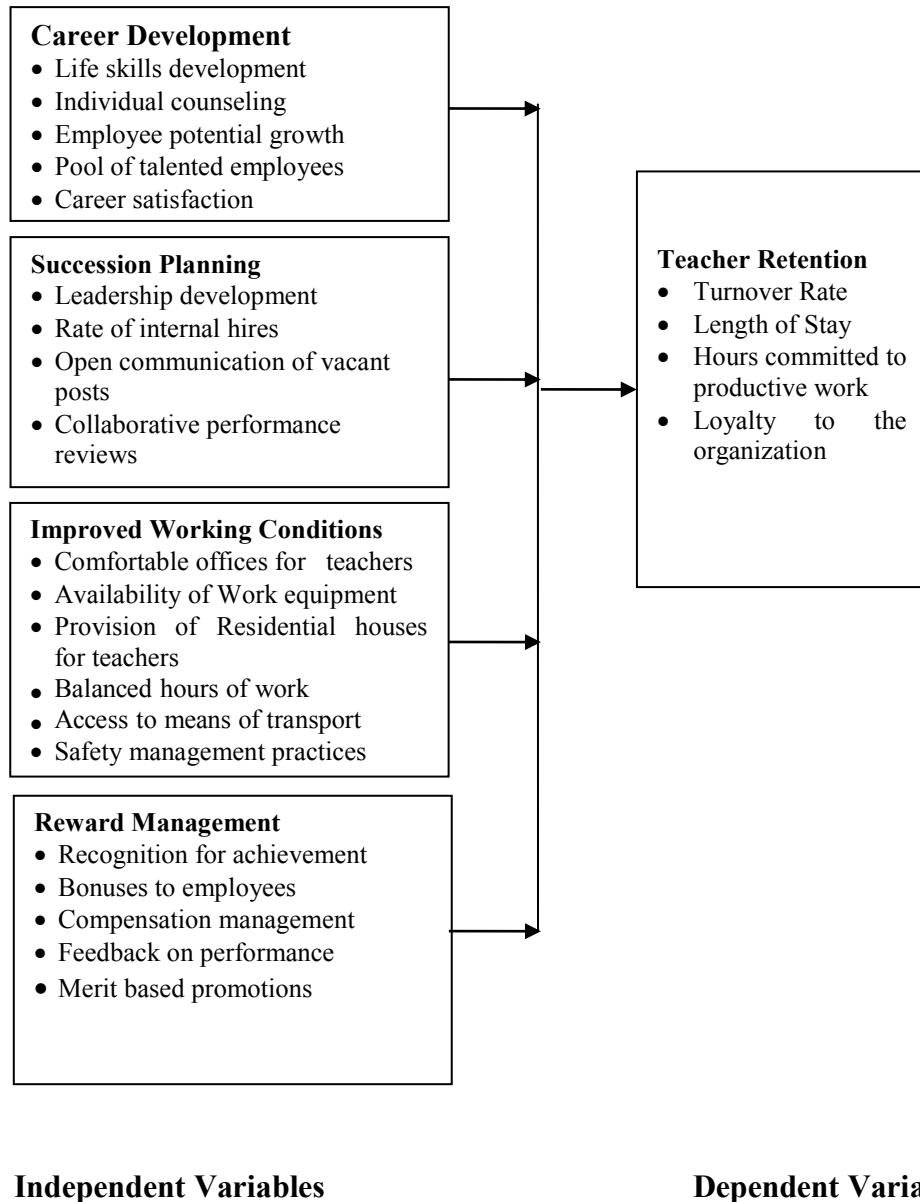 Career Development
• Life skills development
• Individual counseling
• Employee potential growth
• Pool of talented employees
• Career satisfaction
Succession Planning
• Leadership development
• Rate of internal hires
• Open communication of vacant
posts
• Collaborative performance
reviews
Improved Working Conditions
• Comfortable offices for teachers
• Availability of Work equipment
• Provision of Residential houses
for teachers
• Balanced hours of work
• Access to means of transport
• Safety management practices
Reward Management
• Recognition for achievement
• Bonuses to employees
• Compensation management
• Feedback on performance
• Merit based promotions
Teacher Retention
• Turnover Rate
• Length of Stay
• Hours committed to
productive work
• Loyalty to the
organization
Independent Variables
Dependent